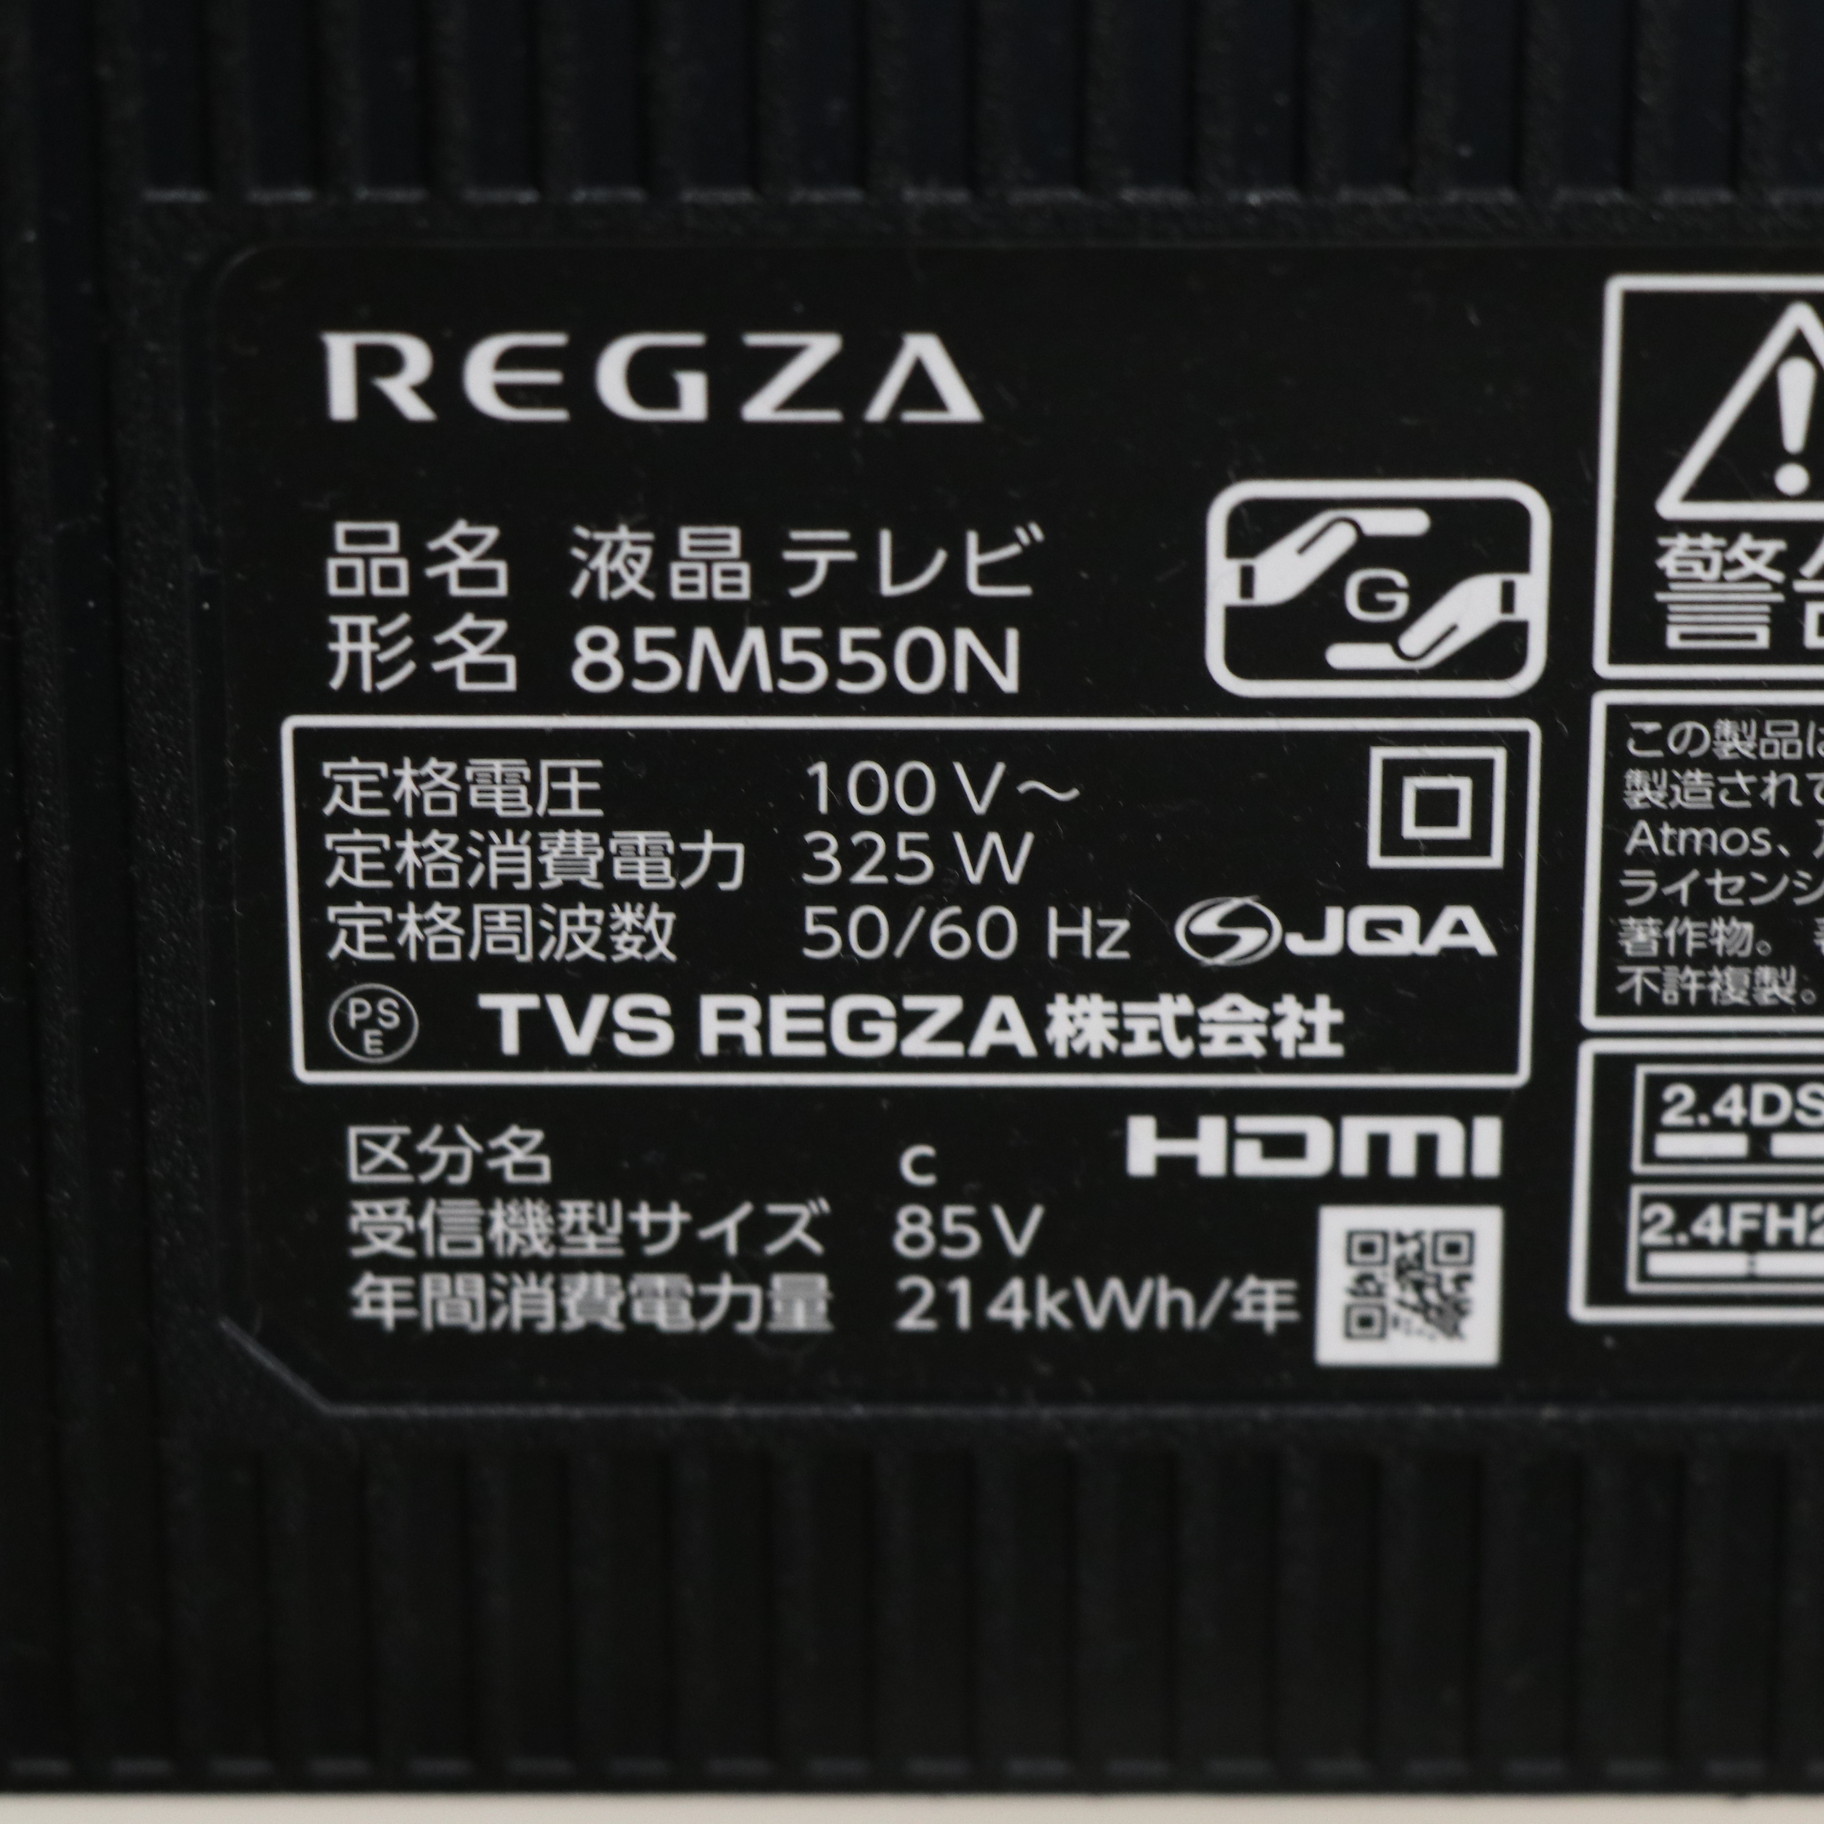 REGZA
品名 液晶テレビ
形名 85M550N
G
定格電圧 100V～
定格消費電力 325W
定格周波数 50/60 Hz JQA
PSE TVS REGZA株式会社
区分名 c HDMI
受信機型サイズ 85V
年間消費電力量 214kWh/年
警
この製品は
製造されて
Atmos、
ライセンシ
著作物。
不許複製。
2.4DS
2.4FH2